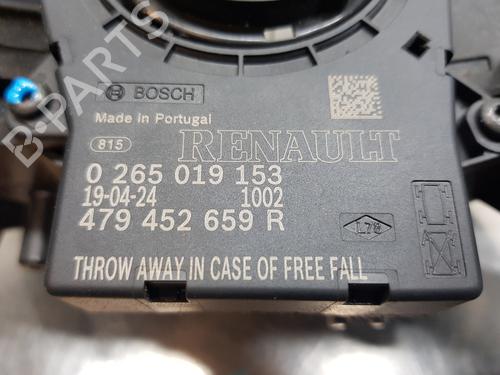 BOSCH
Made in Portugal
815
RENAULT
0 265 019 153
19-04-24 1002
479 452 659 R
L78
THROW AWAY IN CASE OF FREE FALL
B-PARTS